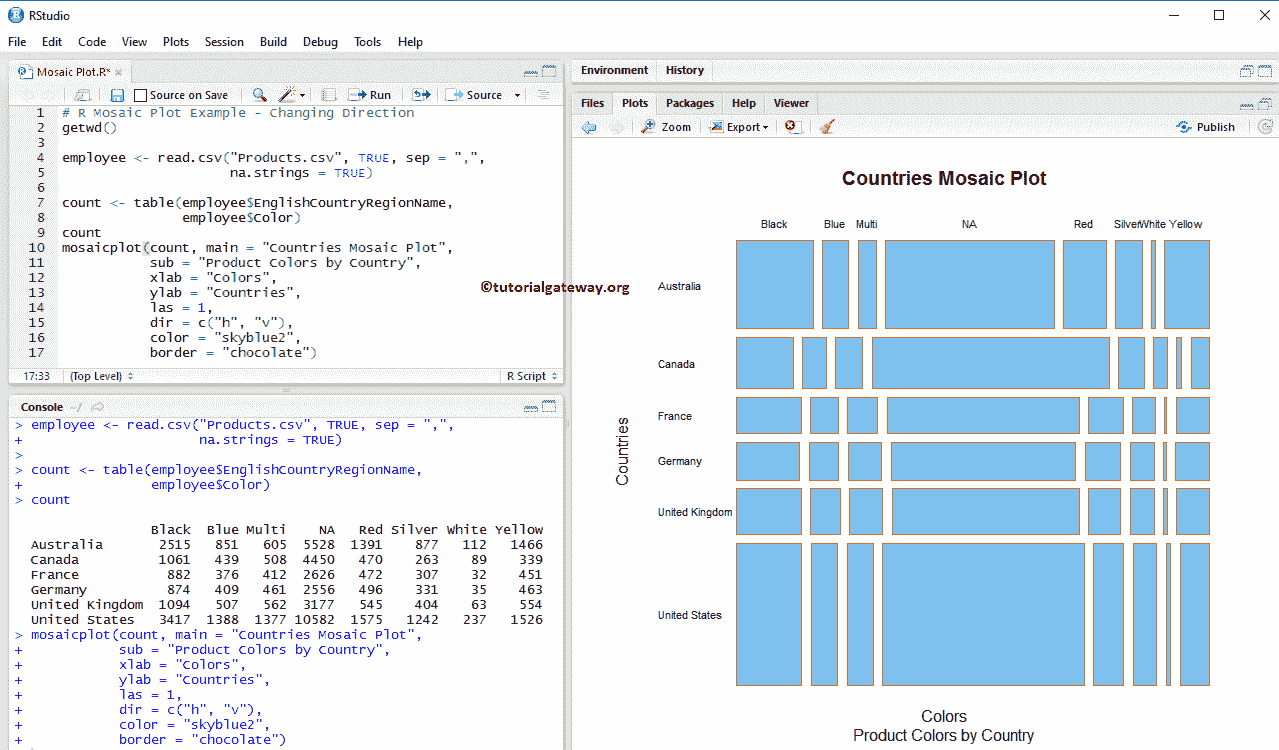 RStudio
File Edit Code View Plots Session Build Debug Tools Help
Mosaic Plot.R*
Source on Save Run Source
1 # R Mosaic Plot Example - Changing Direction
2 getwd()
3
4 employee <- read.csv("Products.csv", TRUE, sep = ",",
5 na.strings = TRUE)
6
7 count <- table(employee$EnglishCountryRegionName,
8 employee$Color)
9 count
10 mosaicplot(count, main = "Countries Mosaic Plot",
11 sub = "Product Colors by Country",
12 xlab = "Colors",
13 ylab = "Countries",
14 las = 1,
15 dir = c("h", "v"),
16 color = "skyblue2",
17 border = "chocolate")
17:33 (Top Level) R Script
Console ~/
> employee <- read.csv("Products.csv", TRUE, sep = ",",
+ na.strings = TRUE)
>
> count <- table(employee$EnglishCountryRegionName,
+ employee$Color)
> count
Black Blue Multi NA Red Silver White Yellow
Australia 2515 851 605 5528 1391 877 112 1466
Canada 1061 439 508 4450 470 263 89 339
France 882 376 412 2626 472 307 32 451
Germany 874 409 461 2556 496 331 35 463
United Kingdom 1094 507 562 3177 545 404 63 554
United States 3417 1388 1377 10582 1575 1242 237 1526
> mosaicplot(count, main = "Countries Mosaic Plot",
+ sub = "Product Colors by Country",
+ xlab = "Colors",
+ ylab = "Countries",
+ las = 1,
+ dir = c("h", "v"),
+ color = "skyblue2",
+ border = "chocolate")
©tutorialgateway.org
Environment History
Files Plots Packages Help Viewer
Zoom Export Publish
Countries Mosaic Plot
Black Blue Multi NA Red Silver White Yellow
Australia
Canada
France
Germany
United Kingdom
United States
Countries
Colors
Product Colors by Country